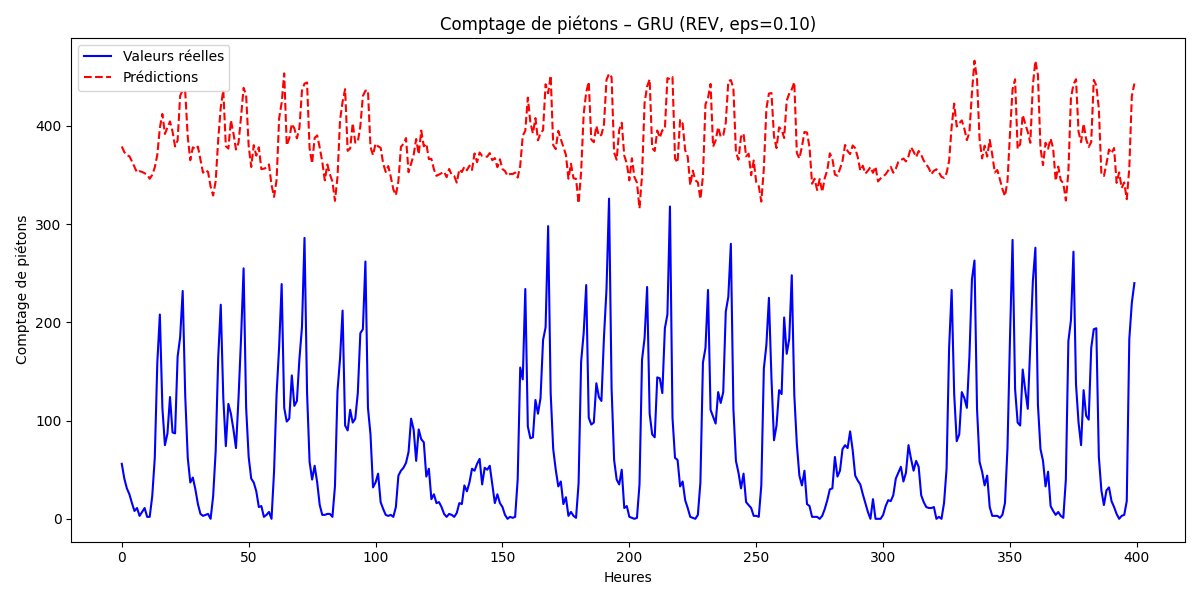 Comptage de piétons – GRU (REV, eps=0.10)
Valeurs réelles
Prédictions
Comptage de piétons
400
300
200
100
0
0 50 100 150 200 250 300 350 400
Heures